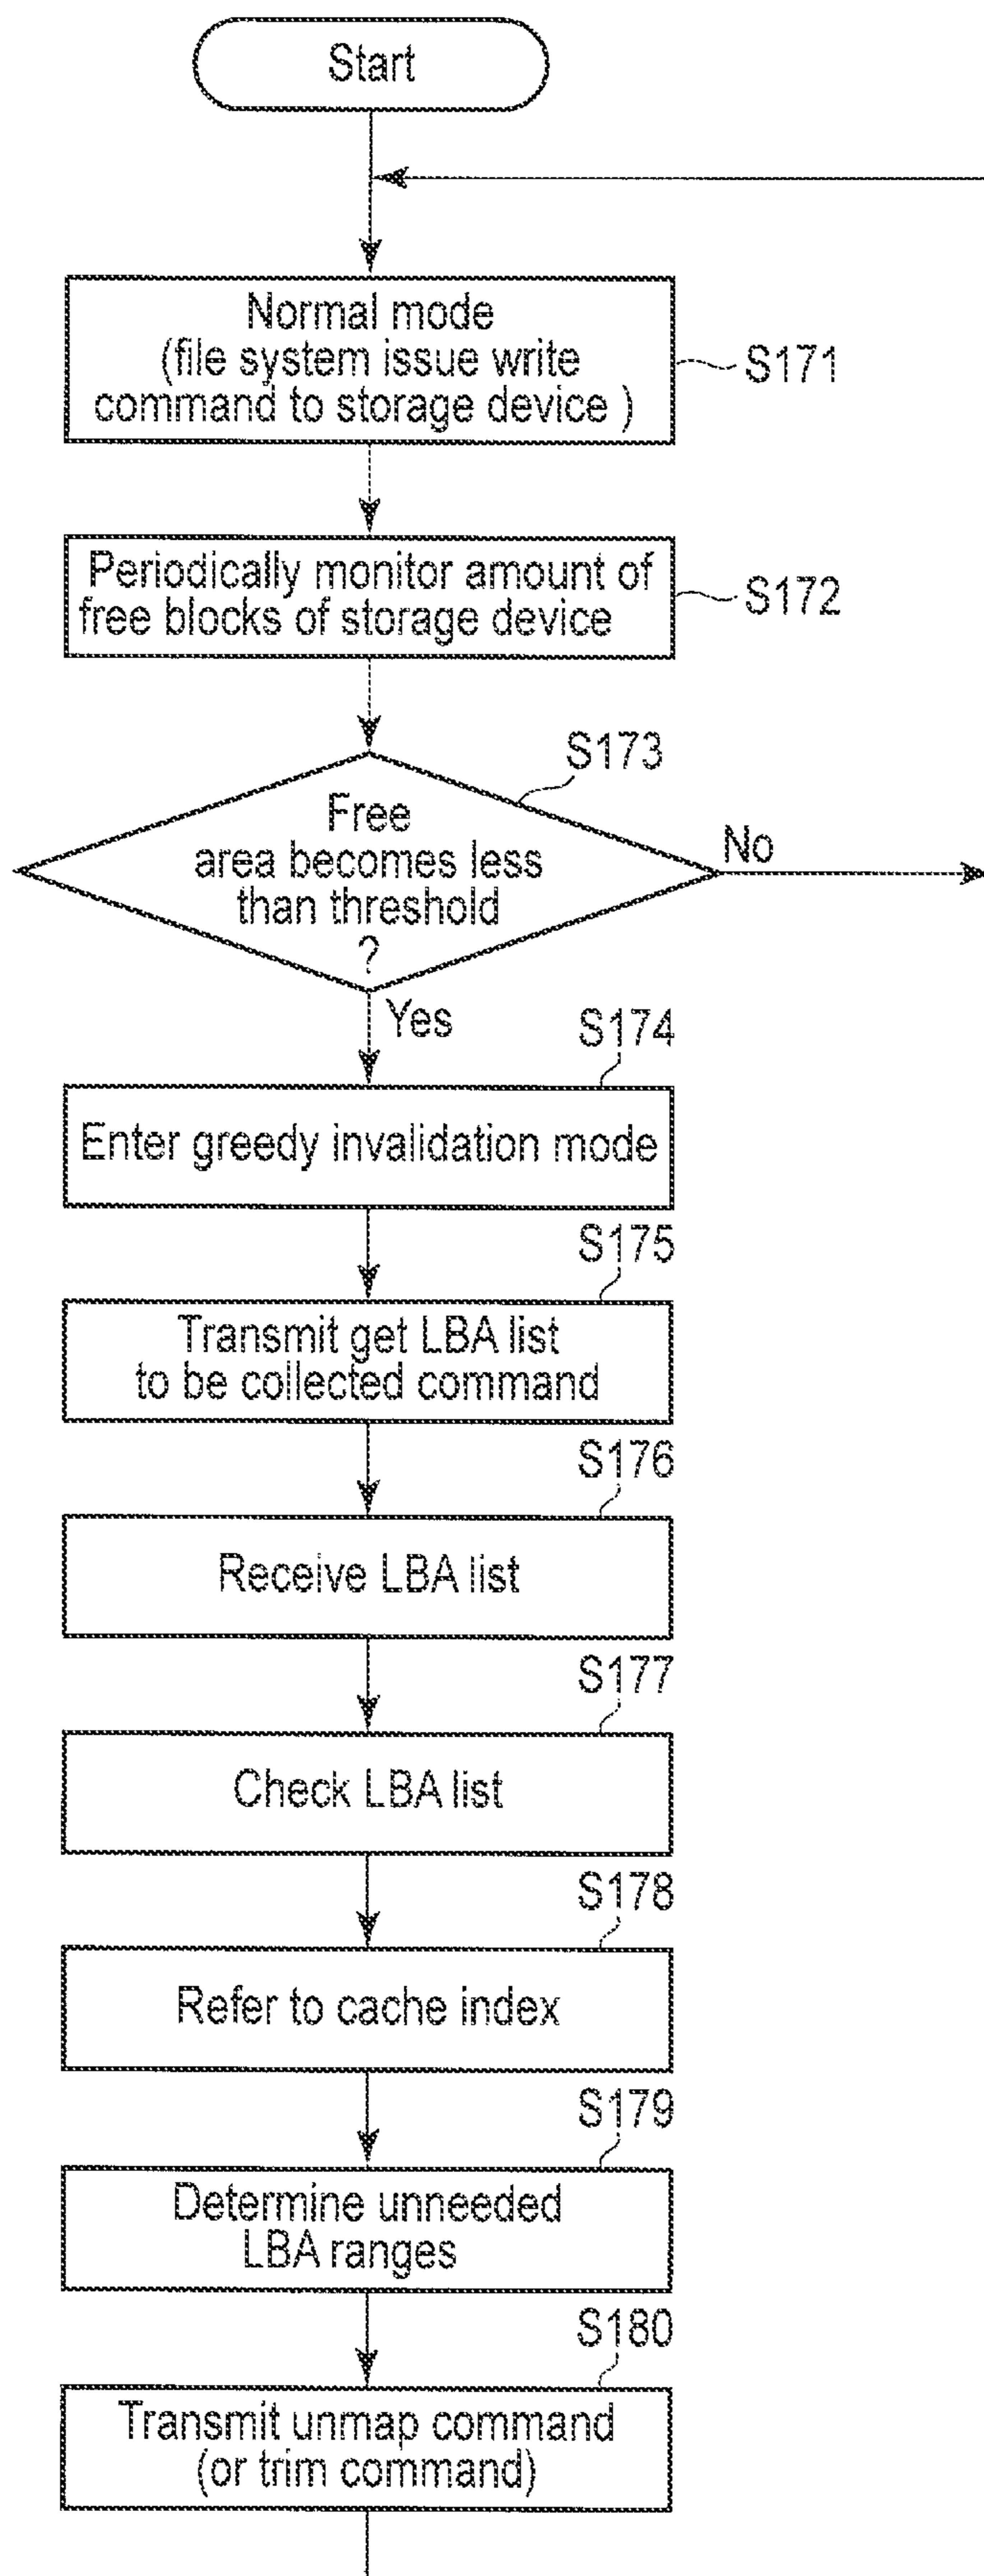 Start
Normal mode
(file system issue write
command to storage device )
S171
Periodically monitor amount of
free blocks of storage device
S172
S173
Free
area becomes less
than threshold
?
No
Yes
S174
Enter greedy invalidation mode
S175
Transmit get LBA list
to be collected command
S176
Receive LBA list
S177
Check LBA list
S178
Refer to cache index
S179
Determine unneeded
LBA ranges
S180
Transmit unmap command
(or trim command)